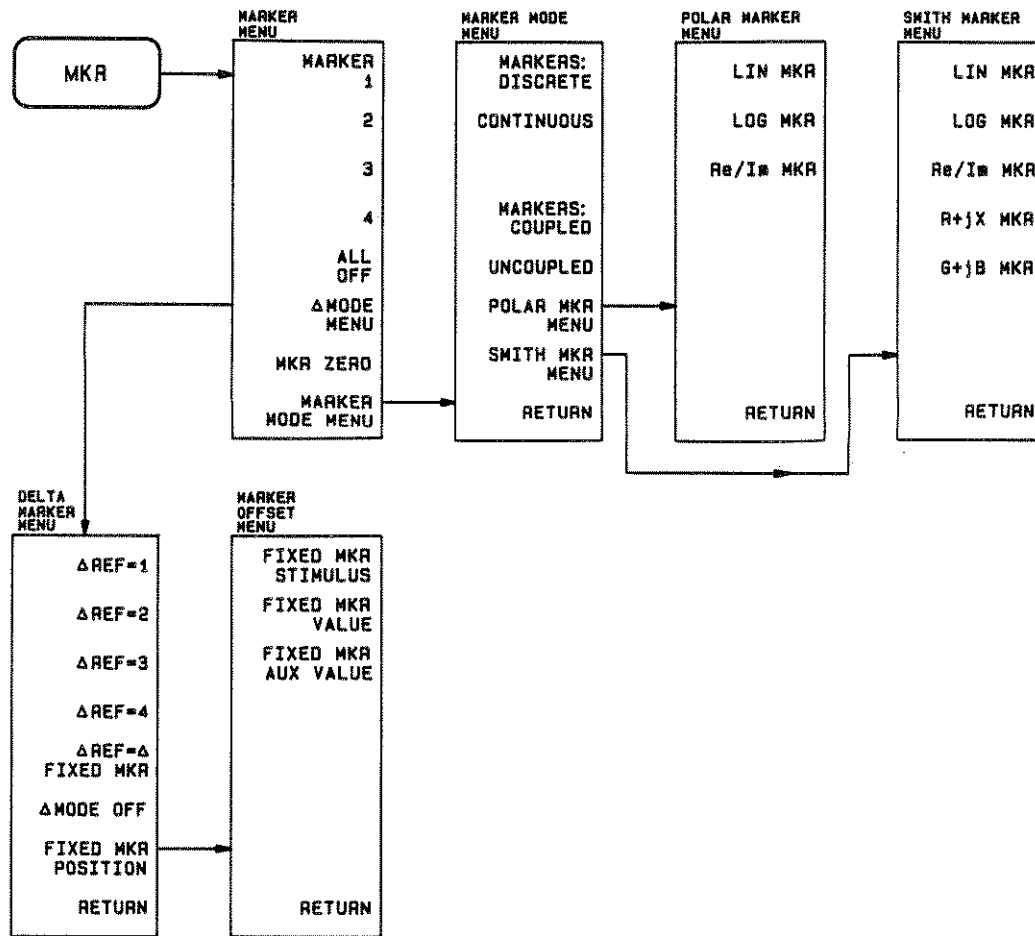 MKR
MARKER
MENU
MARKER
1
2
3
4
ALL
OFF
ΔMODE
MENU
MKR ZERO
MARKER
MODE MENU
MARKER MODE
MENU
MARKERS:
DISCRETE
CONTINUOUS
MARKERS:
COUPLED
UNCOUPLED
POLAR MKR
MENU
SMITH MKR
MENU
RETURN
POLAR MARKER
MENU
LIN MKR
LOG MKR
Re/Im MKR
RETURN
SMITH MARKER
MENU
LIN MKR
LOG MKR
Re/Im MKR
R+jX MKR
G+jB MKR
RETURN
DELTA
MARKER
MENU
ΔREF=1
ΔREF=2
ΔREF=3
ΔREF=4
ΔREF=Δ
FIXED MKR
ΔMODE OFF
FIXED MKR
POSITION
RETURN
MARKER
OFFSET
MENU
FIXED MKR
STIMULUS
FIXED MKR
VALUE
FIXED MKR
AUX VALUE
RETURN